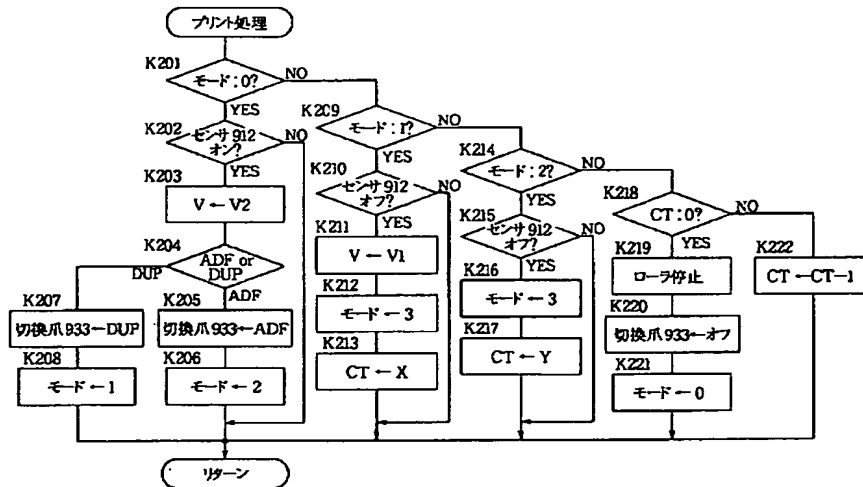 プリント処理
K201
モード:0?
NO
YES
K202
センサ912
オン?
NO
YES
K203
V ← V2
K204
ADF or
DUP
DUP
ADF
K207
切換爪933←DUP
K208
モード ← 1
K205
切換爪933←ADF
K206
モード ← 2
K209
モード:1?
NO
YES
K210
センサ912
オフ?
NO
YES
K211
V ← V1
K212
モード ← 3
K213
CT ← X
K214
モード:2?
NO
YES
K215
センサ912
オフ?
NO
YES
K216
モード ← 3
K217
CT ← Y
K218
CT:0?
NO
YES
K219
ローラ停止
K220
切換爪933←オフ
K221
モード ← 0
K222
CT←CT-1
リターン